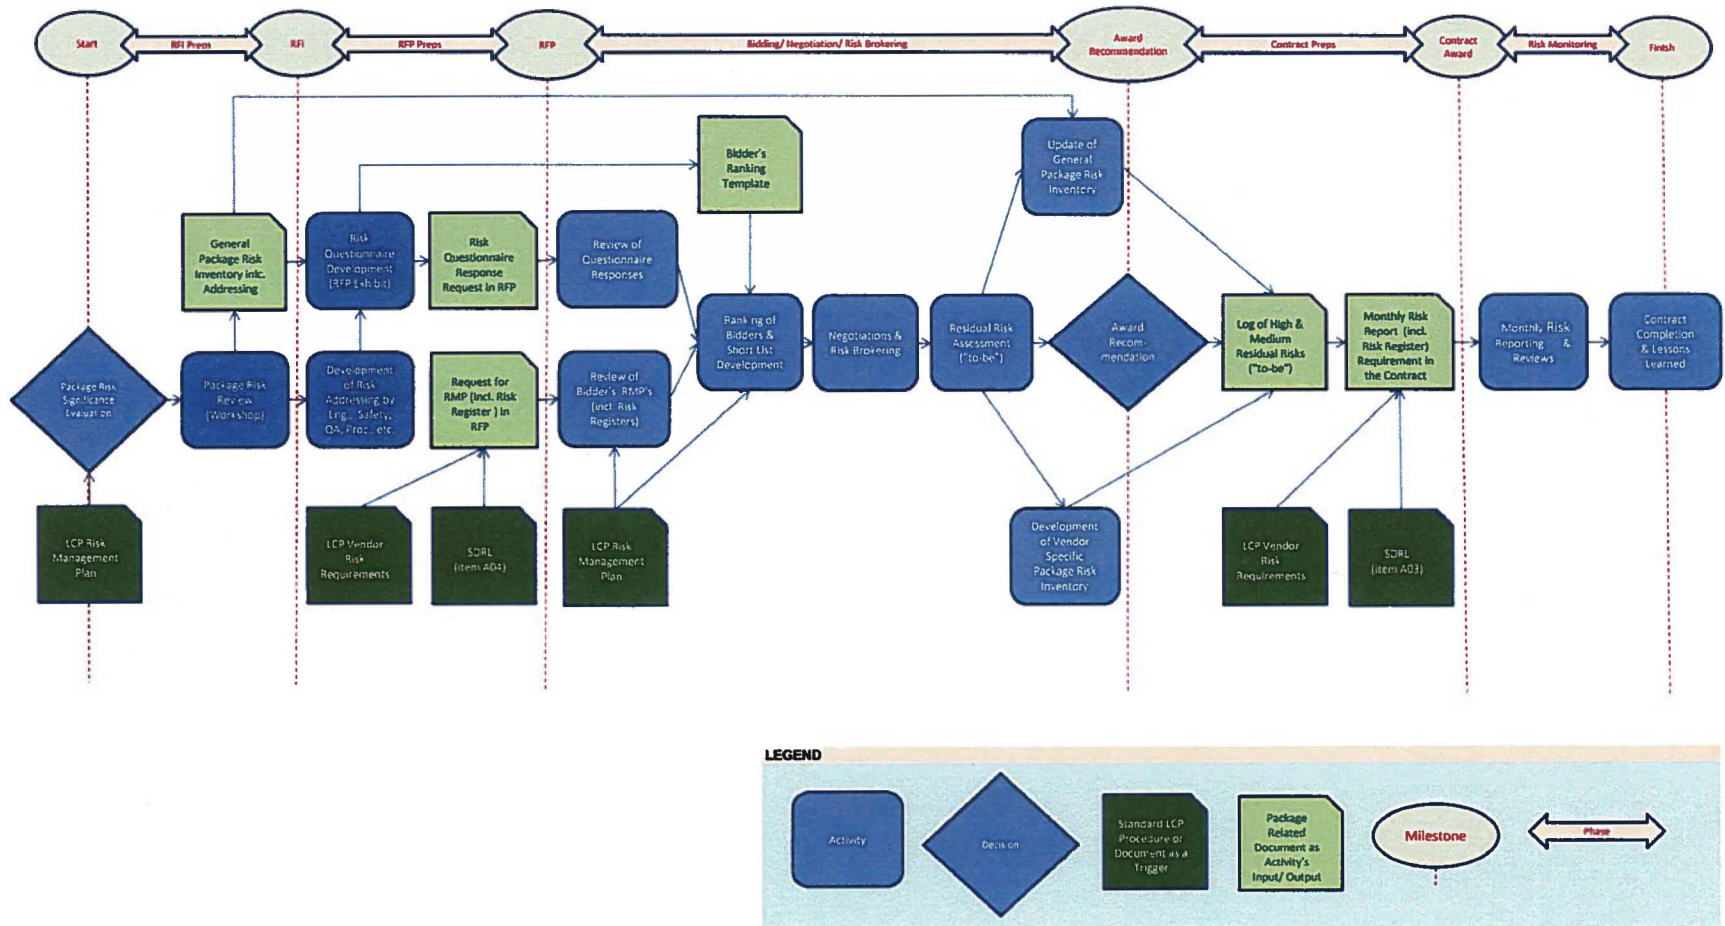 Start
RFI Preps
RFI
RFP Preps
RFP
Bidding/ Negotiation/ Risk Brokering
Award
Recommendation
Contract Preps
Contract
Award
Risk Monitoring
Finish
Bidder's
Ranking
Template
Update of
General
Package Risk
Inventory
General
Package Risk
Inventory inlc.
Addressing
Risk
Questionnaire
Development
(RFP Exhibit)
Risk
Questionnaire
Response
Request in RFP
Review of
Questionnaire
Responses
Package Risk
Significance
Evaluation
Package Risk
Review
(Workshop)
Development
of Risk
Addressing by
Eng., Safety,
QA, Proc., etc.
Request for
RMP (incl. Risk
Register ) in
RFP
Review of
Bidder's RMP's
(incl. Risk
Registers)
Ranking of
Bidders &
Short List
Development
Negotiations &
Risk Brokering
Residual Risk
Assessment
("to-be")
Award
Recom-
mendation
Log of High &
Medium
Residual Risks
("to-be")
Monthly Risk
Report (incl.
Risk Register)
Requirement in
the Contract
Monthly Risk
Reporting &
Reviews
Contract
Completion
& Lessons
Learned
LCP Risk
Management
Plan
LCP Vendor
Risk
Requirements
SDRL
(item A04)
LCP Risk
Management
Plan
Development
of Vendor
Specific
Package Risk
Inventory
LCP Vendor
Risk
Requirements
SDRL
(item A03)
LEGEND
Activity
Decision
Standard LCP
Procedure or
Document as a
Trigger
Package
Related
Document as
Activity's
Input/ Output
Milestone
Phase